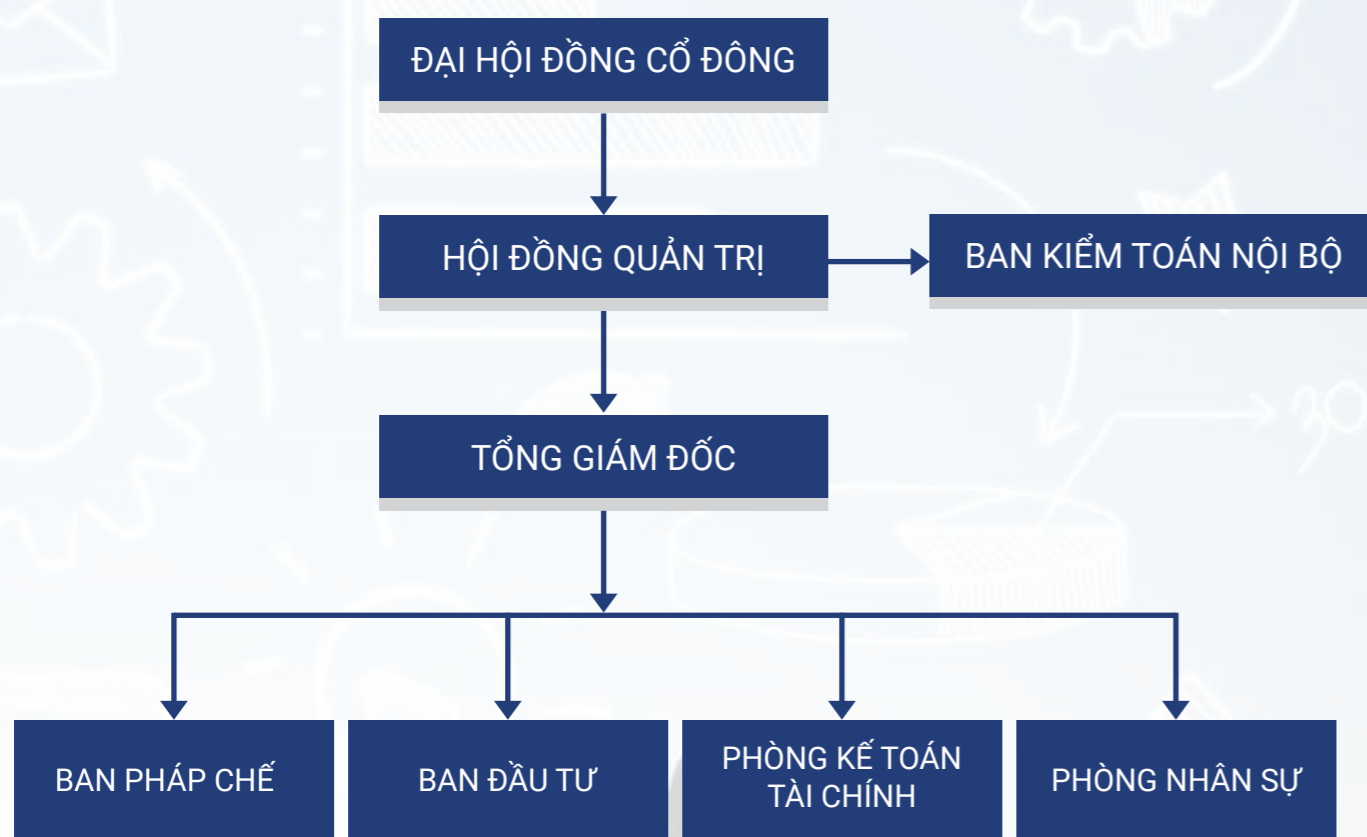 ĐẠI HỘI ĐỒNG CỔ ĐÔNG
HỘI ĐỒNG QUẢN TRỊ
BAN KIỂM TOÁN NỘI BỘ
TỔNG GIÁM ĐỐC
BAN PHÁP CHẾ
BAN ĐẦU TƯ
PHÒNG KẾ TOÁN
TÀI CHÍNH
PHÒNG NHÂN SỰ